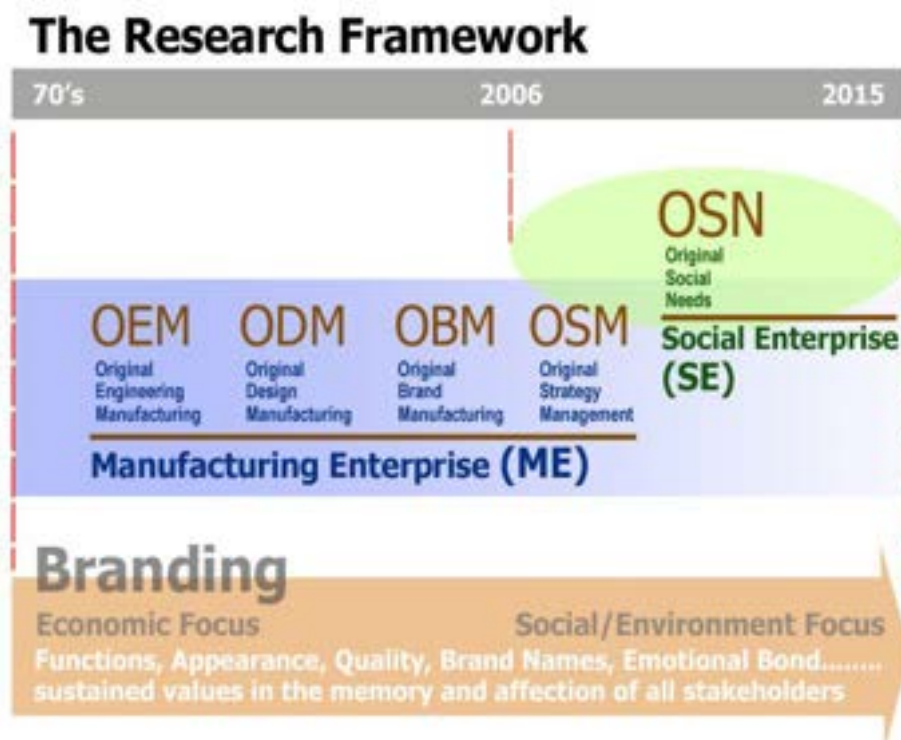 The Research Framework
70's 2006 2015
OSN
Original
Social
Needs
Social Enterprise
(SE)
OEM ODM OBM OSM
Original Original Original Original
Engineering Design Brand Strategy
Manufacturing Manufacturing Manufacturing Management
Manufacturing Enterprise (ME)
Branding
Economic Focus Social/Environment Focus
Functions, Appearance, Quality, Brand Names, Emotional Bond........
sustained values in the memory and affection of all stakeholders